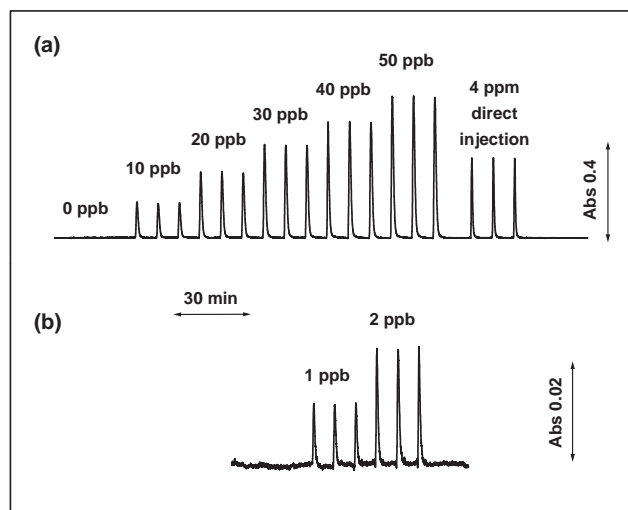 (a)
50 ppb
40 ppb
4 ppm
direct
injection
30 ppb
20 ppb
10 ppb
0 ppb
Abs 0.4
30 min
(b)
2 ppb
1 ppb
Abs 0.02